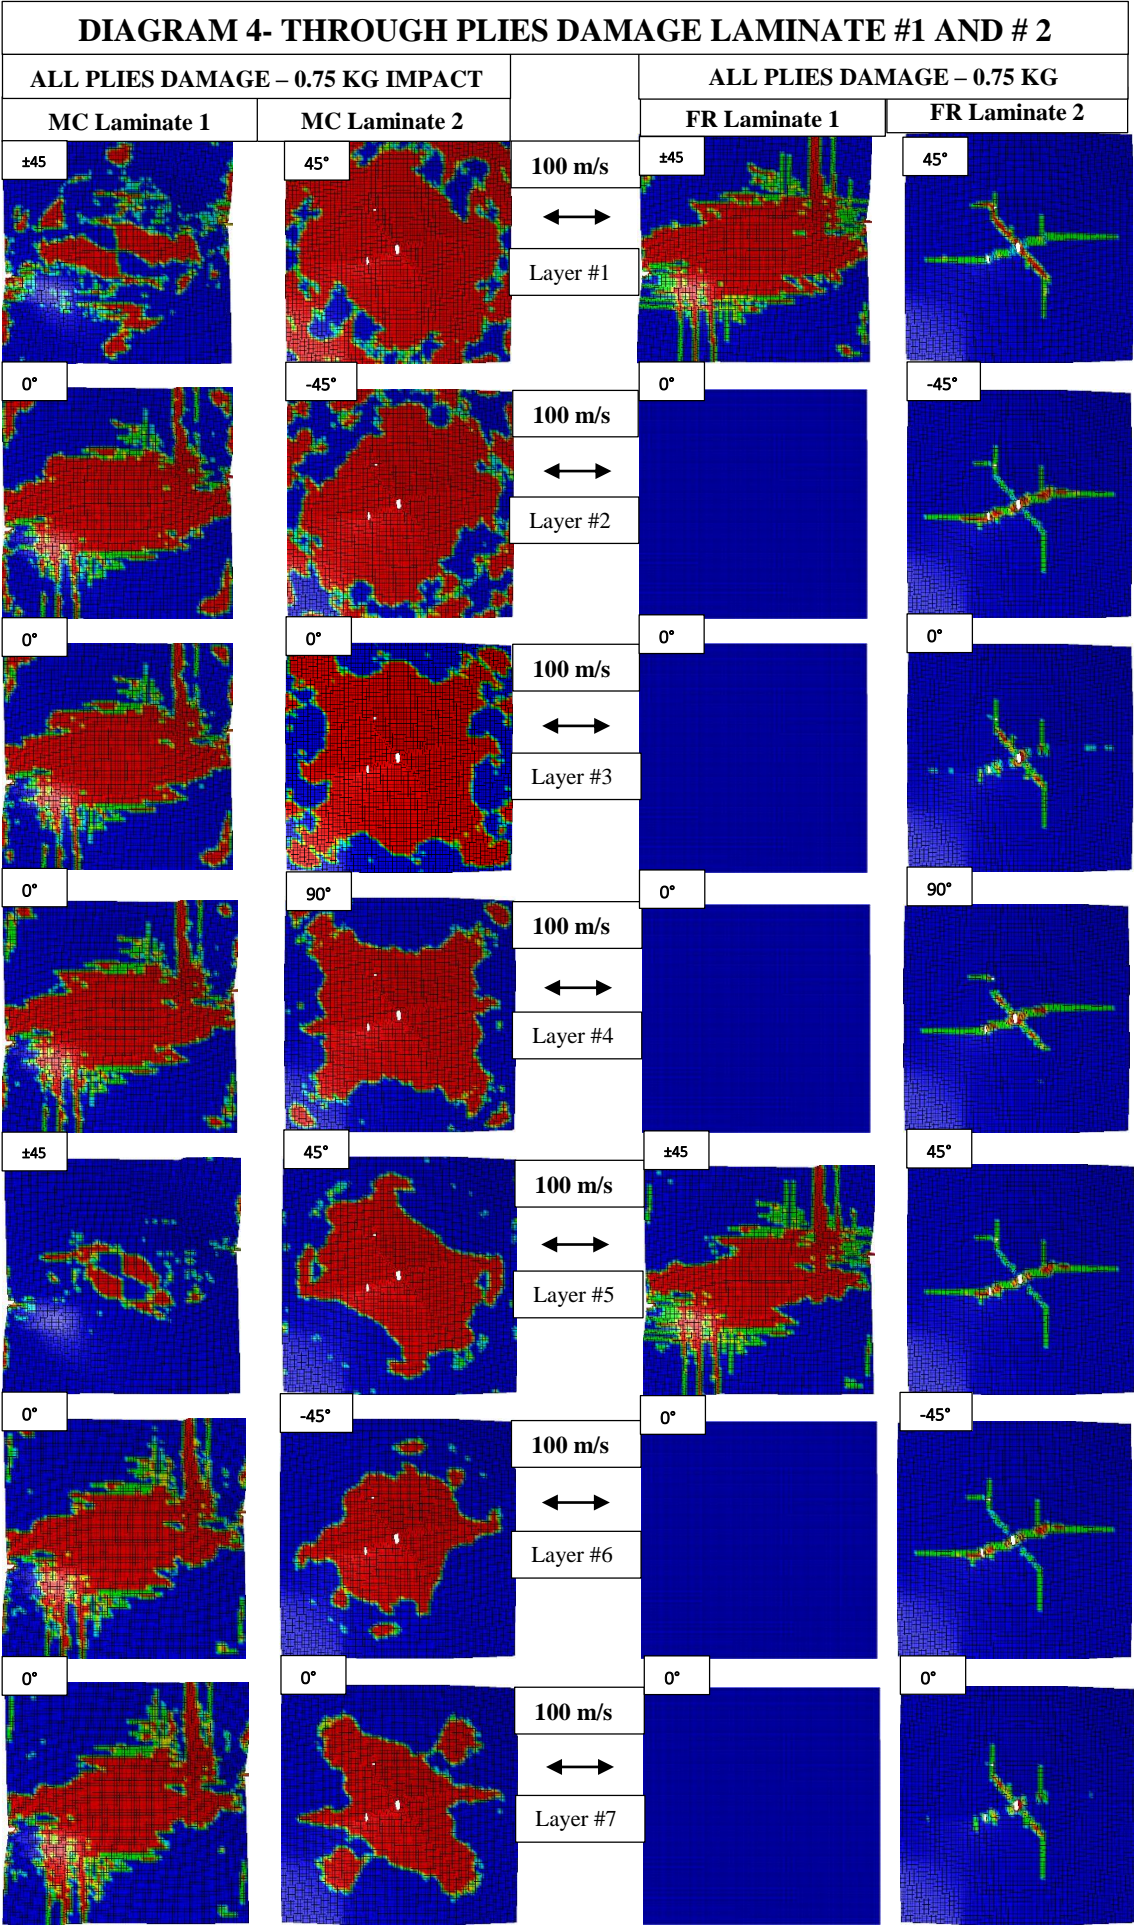 DIAGRAM 4- THROUGH PLIES DAMAGE LAMINATE #1 AND # 2
ALL PLIES DAMAGE – 0.75 KG IMPACT
ALL PLIES DAMAGE – 0.75 KG
MC Laminate 1
MC Laminate 2
FR Laminate 1
FR Laminate 2
±45
45°
100 m/s
Layer #1
±45
45°
0°
-45°
100 m/s
Layer #2
0°
-45°
0°
0°
100 m/s
Layer #3
0°
0°
0°
90°
100 m/s
Layer #4
0°
90°
±45
45°
100 m/s
Layer #5
±45
45°
0°
-45°
100 m/s
Layer #6
0°
-45°
0°
0°
100 m/s
Layer #7
0°
0°